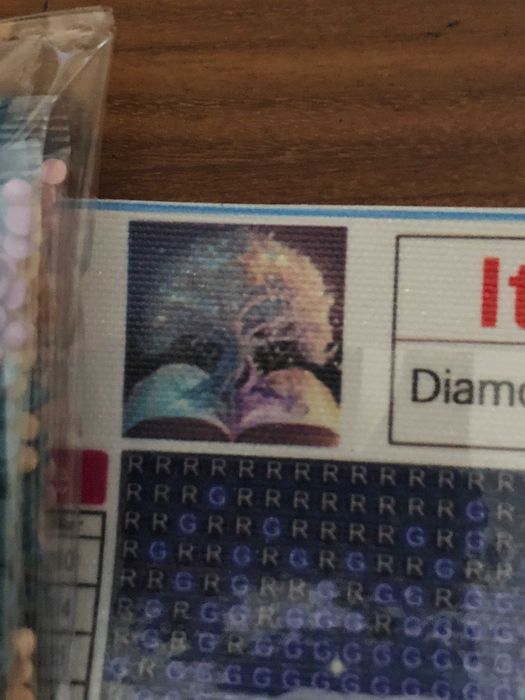 It
Diamo
R R R R R R R R R R R R R R
R R R G R R R R R R R R G R
R R G R R G R R R R G R G R
R G R R G R G R G R R G R R
R R G R G R R G R G G R G G
R G R G G R G G G R G G G G
R G R G R G G G G G G G G G
G R G G G G G G G G G G G G